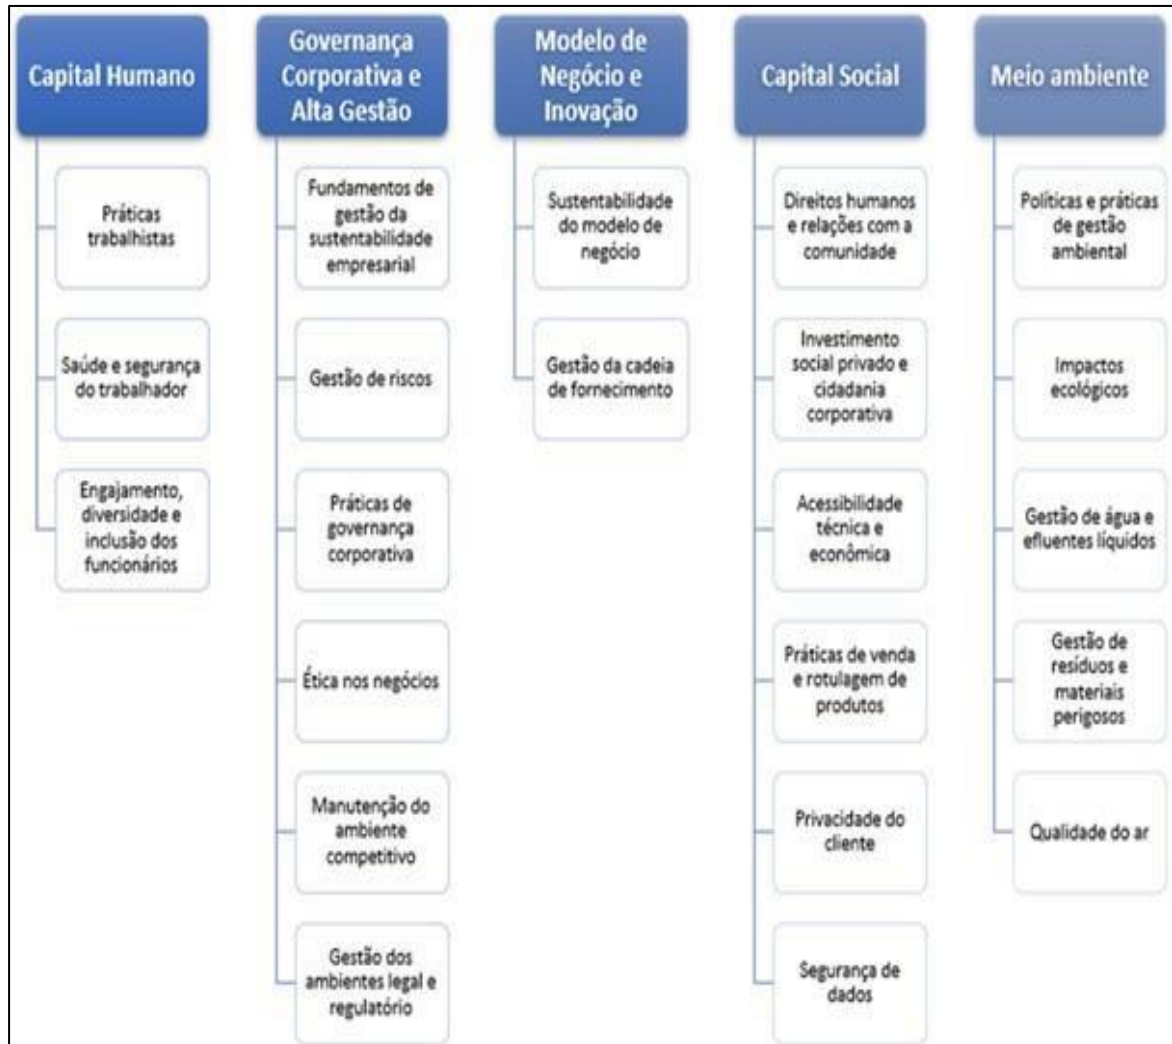 Capital Humano
Práticas
trabalhistas
Saúde e segurança
do trabalhador
Engajamento,
diversidade e
inclusão dos
funcionários
Governança
Corporativa e
Alta Gestão
Fundamentos de
gestão da
sustentabilidade
empresarial
Gestão de riscos
Práticas de
governança
corporativa
Ética nos negócios
Manutenção do
ambiente
competitivo
Gestão dos
ambientes legal e
regulatório
Modelo de
Negócio e
Inovação
Sustentabilidade
do modelo de
negócio
Gestão da cadeia
de fornecimento
Capital Social
Direitos humanos
e relações com a
comunidade
Investimento
social privado e
cidadania
corporativa
Acessibilidade
técnica e
econômica
Práticas de venda
e rotulagem de
produtos
Privacidade do
cliente
Segurança de
dados
Meio ambiente
Políticas e práticas
de gestão
ambiental
Impactos
ecológicos
Gestão de água e
efluentes líquidos
Gestão de
resíduos e
materiais
perigosos
Qualidade do ar